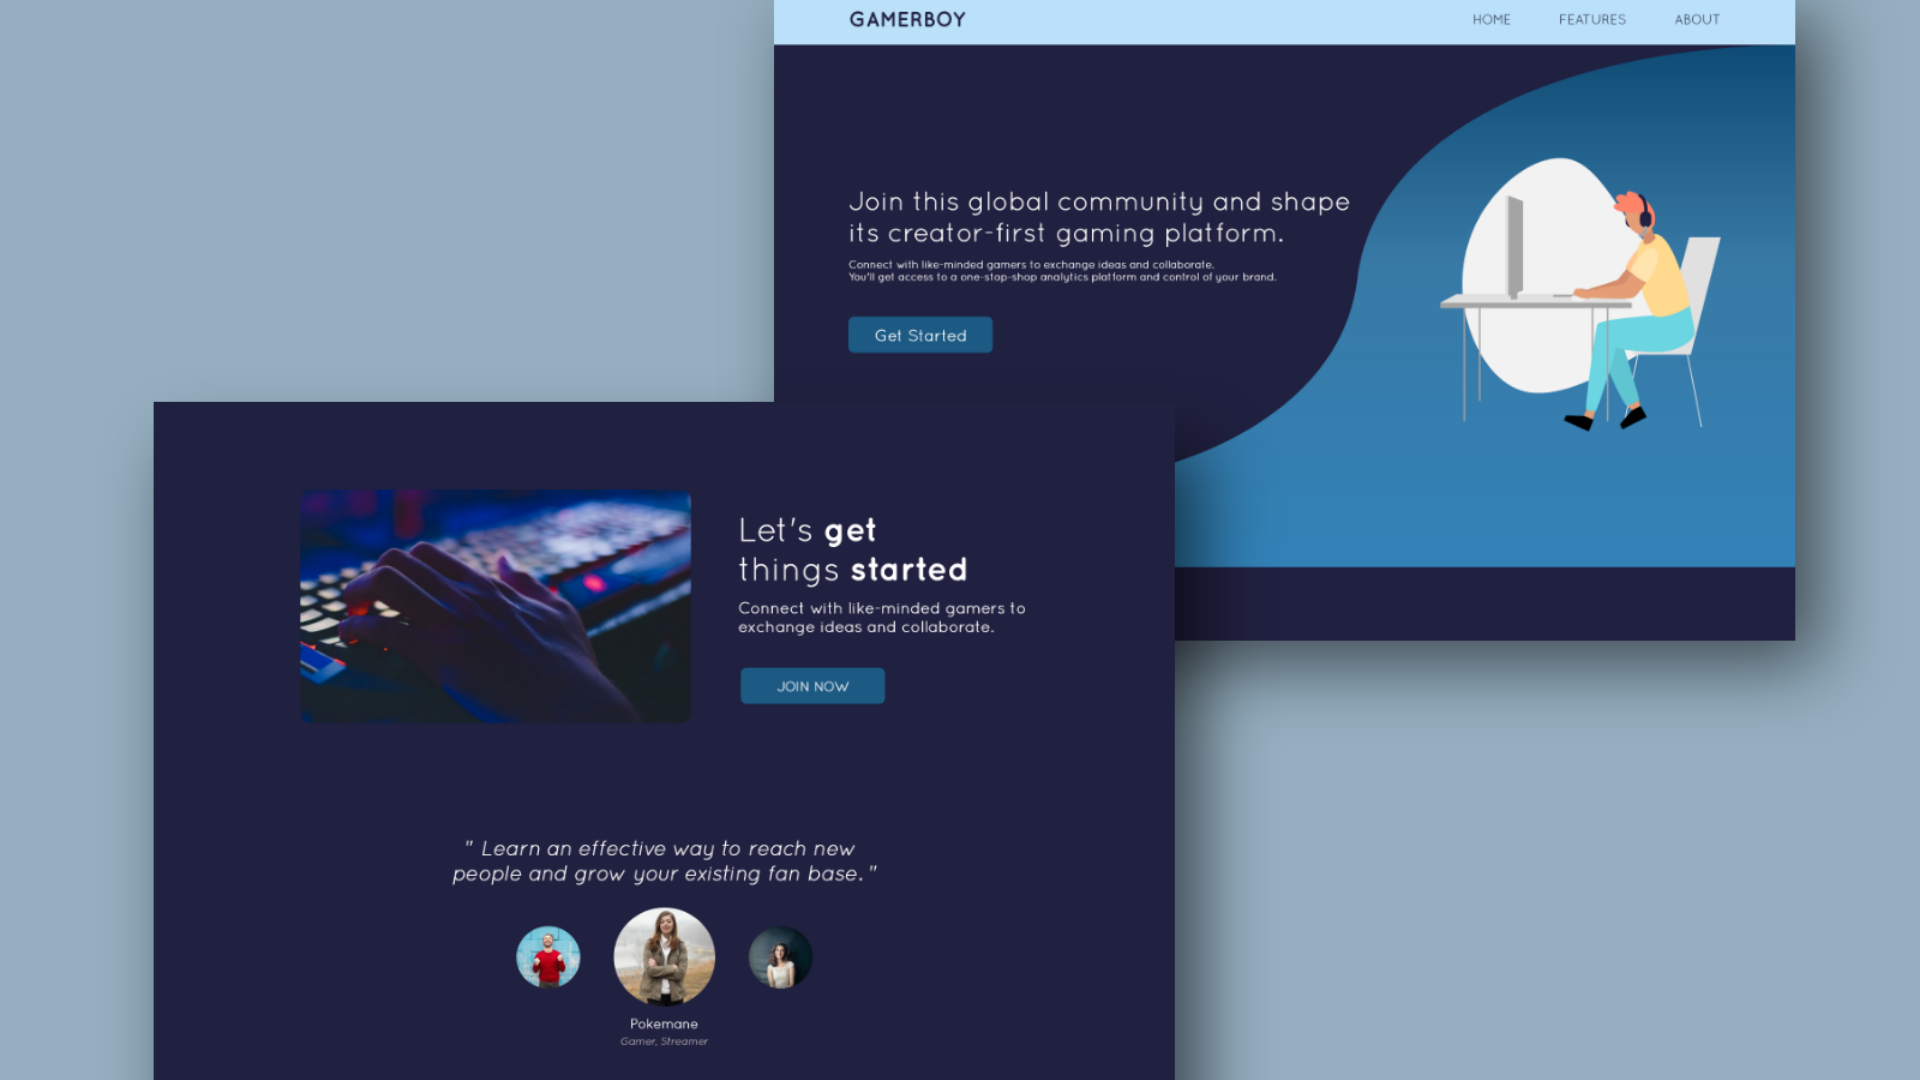 GAMERBOY
HOME FEATURES ABOUT
Join this global community and shape
its creator-first gaming platform.
Connect with like-minded gamers to exchange ideas and collaborate.
You'll get access to a one-stop-shop analytics platform and control of your brand.
Get Started
Let's get
things started
Connect with like-minded gamers to
exchange ideas and collaborate.
JOIN NOW
" Learn an effective way to reach new
people and grow your existing fan base. "
Pokemane
Gamer, Streamer